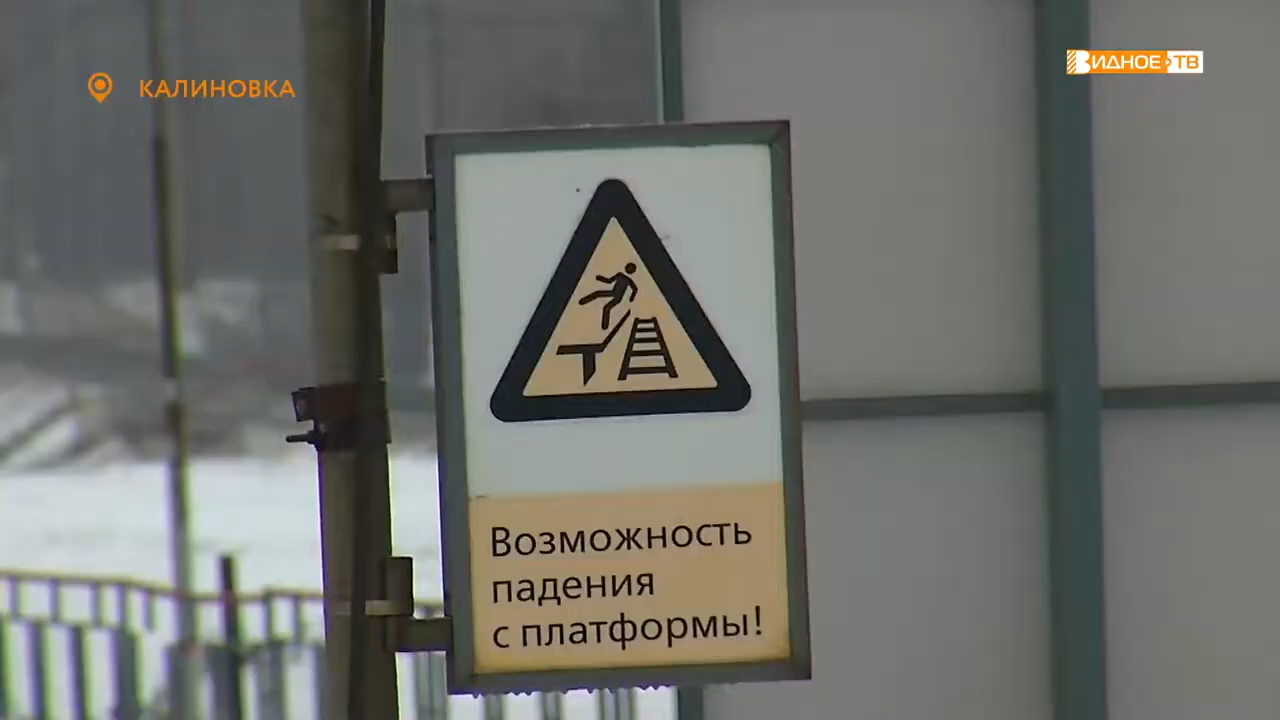 КАЛИНОВКА
ВИДНОЕ ТВ
Возможность
падения
с платформы!